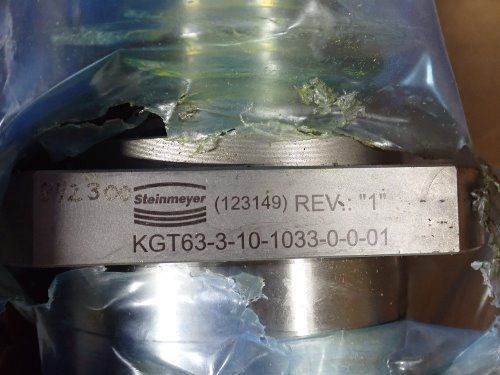 Steinmeyer (123149) REV.: "1"
KGT63-3-10-1033-0-0-01